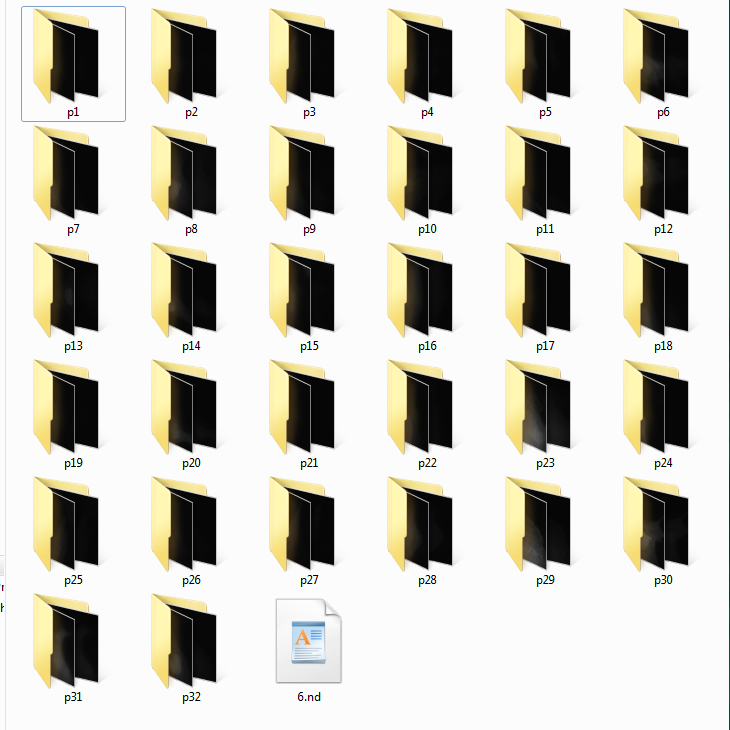 p1 p2 p3 p4 p5 p6
p7 p8 p9 p10 p11 p12
p13 p14 p15 p16 p17 p18
p19 p20 p21 p22 p23 p24
p25 p26 p27 p28 p29 p30
p31 p32 6.nd